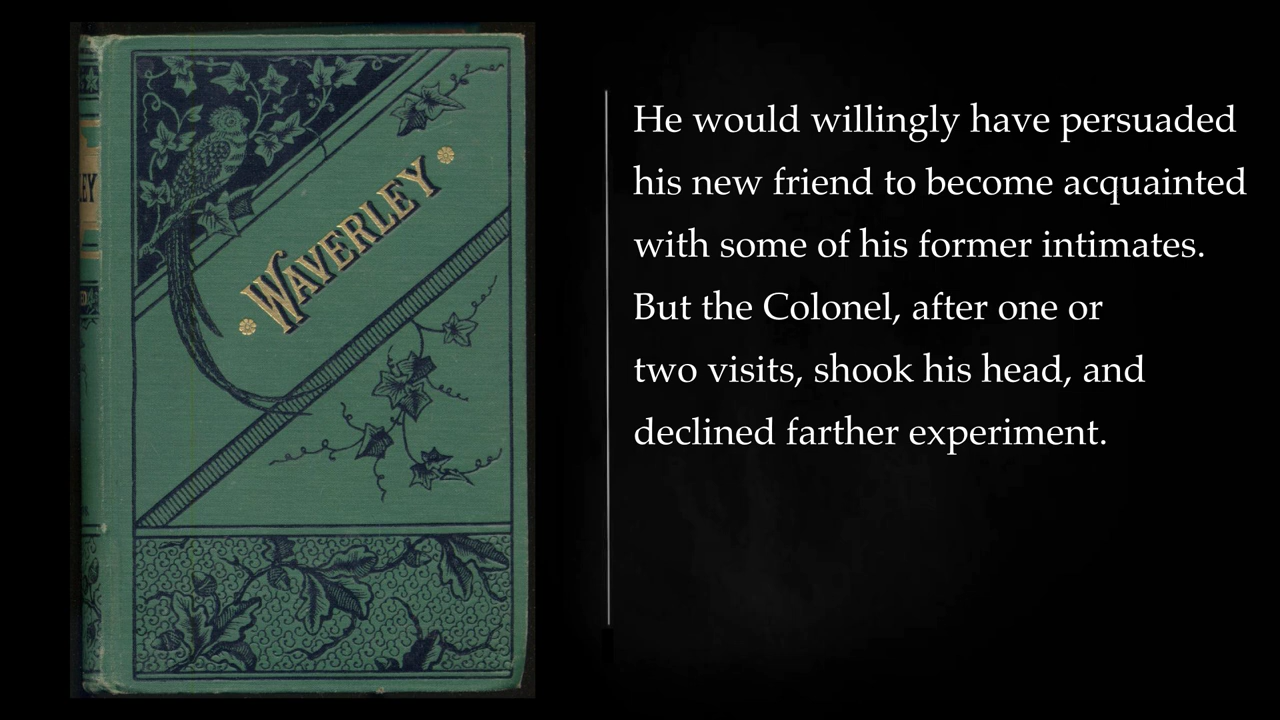 WAVERLEY
EY
He would willingly have persuaded
his new friend to become acquainted
with some of his former intimates.
But the Colonel, after one or
two visits, shook his head, and
declined farther experiment.